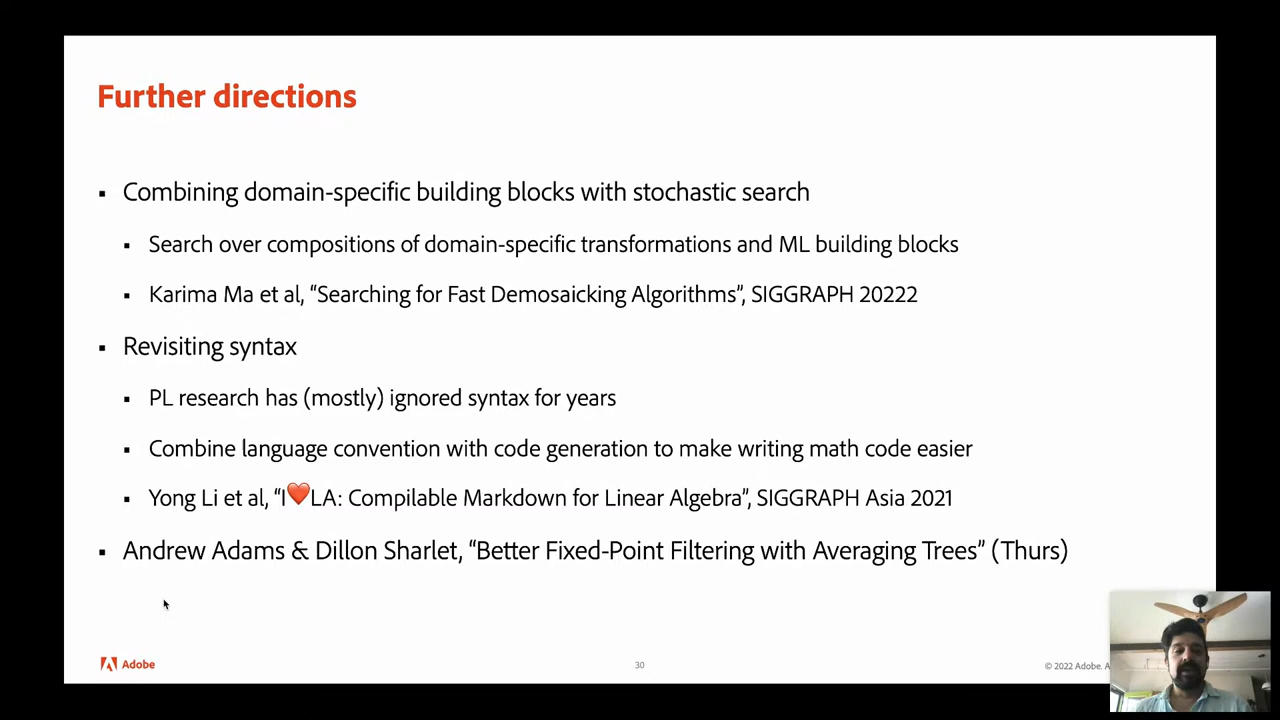 Further directions
▪ Combining domain-specific building blocks with stochastic search
▪ Search over compositions of domain-specific transformations and ML building blocks
▪ Karima Ma et al, “Searching for Fast Demosaicking Algorithms”, SIGGRAPH 20222
▪ Revisiting syntax
▪ PL research has (mostly) ignored syntax for years
▪ Combine language convention with code generation to make writing math code easier
▪ Yong Li et al, “I❤️LA: Compilable Markdown for Linear Algebra”, SIGGRAPH Asia 2021
▪ Andrew Adams & Dillon Sharlet, “Better Fixed-Point Filtering with Averaging Trees” (Thurs)
Adobe
30
© 2022 Adobe. A